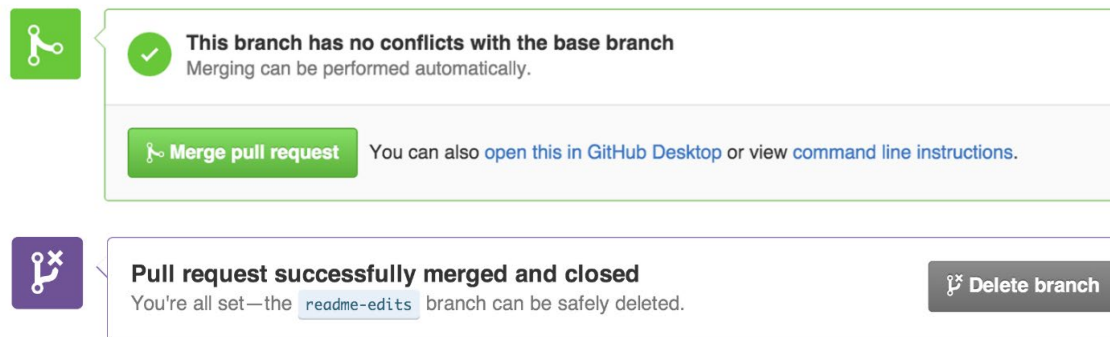 This branch has no conflicts with the base branch
Merging can be performed automatically.
Merge pull request You can also open this in GitHub Desktop or view command line instructions.
Pull request successfully merged and closed
Delete branch
You're all set—the readme-edits branch can be safely deleted.